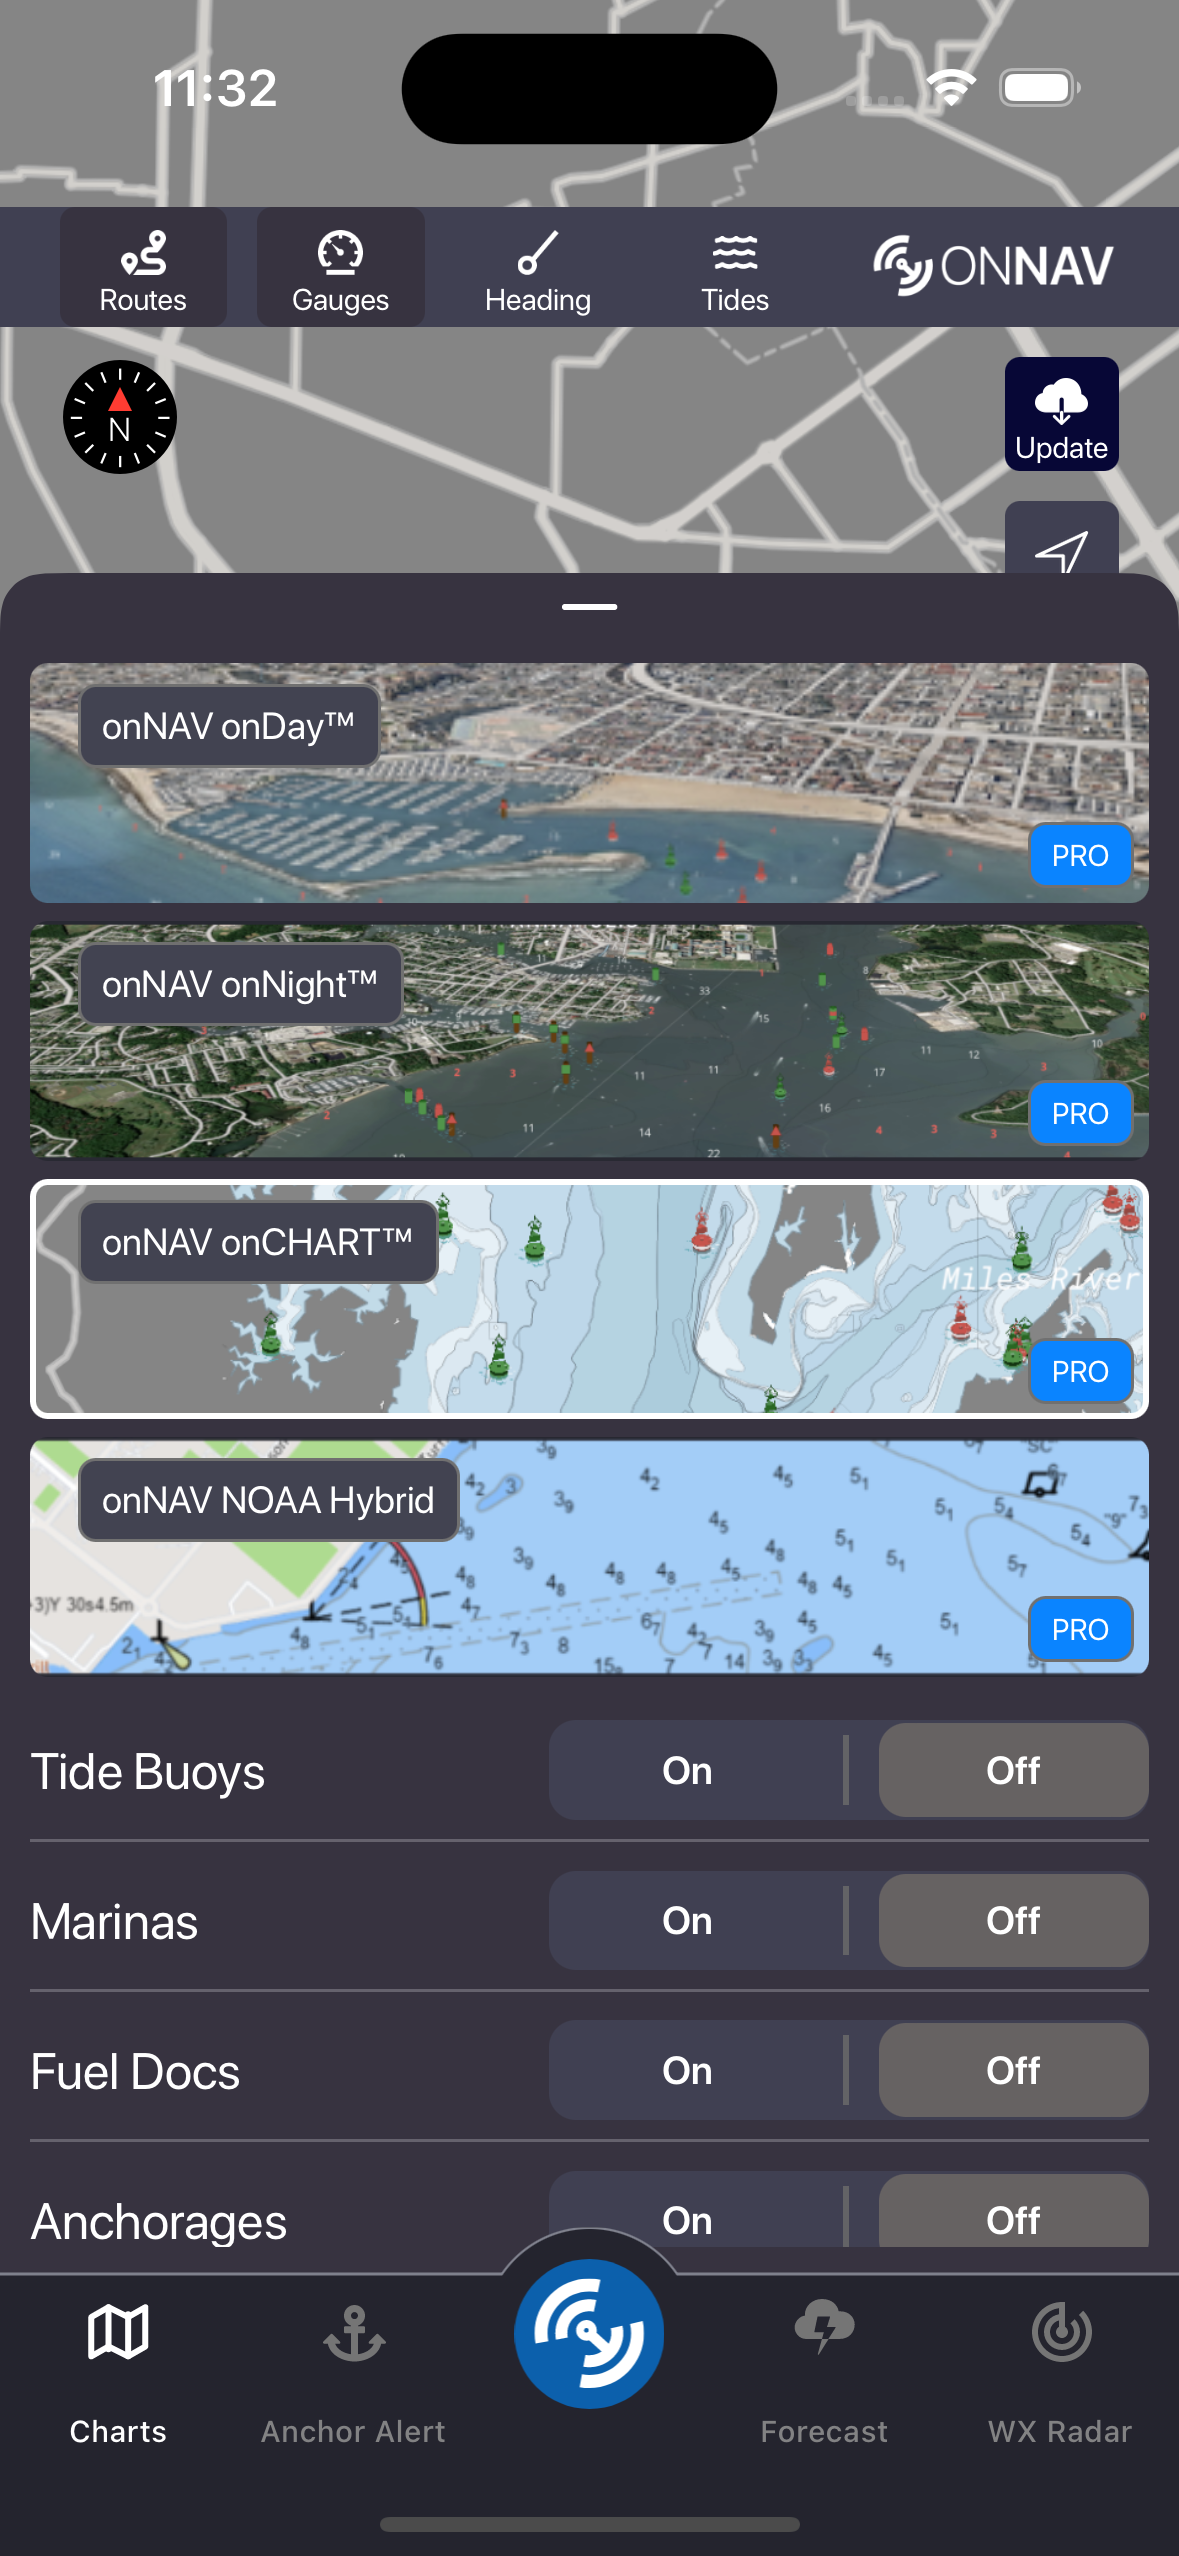 11:32
Routes
Gauges
Heading
Tides
ONNAV
N
Update
onNAV onDay™
PRO
onNAV onNight™
PRO
onNAV onCHART™
Miles River
PRO
onNAV NOAA Hybrid
PRO
Tide Buoys
On
Off
Marinas
On
Off
Fuel Docs
On
Off
Anchorages
On
Off
Charts
Anchor Alert
Forecast
WX Radar